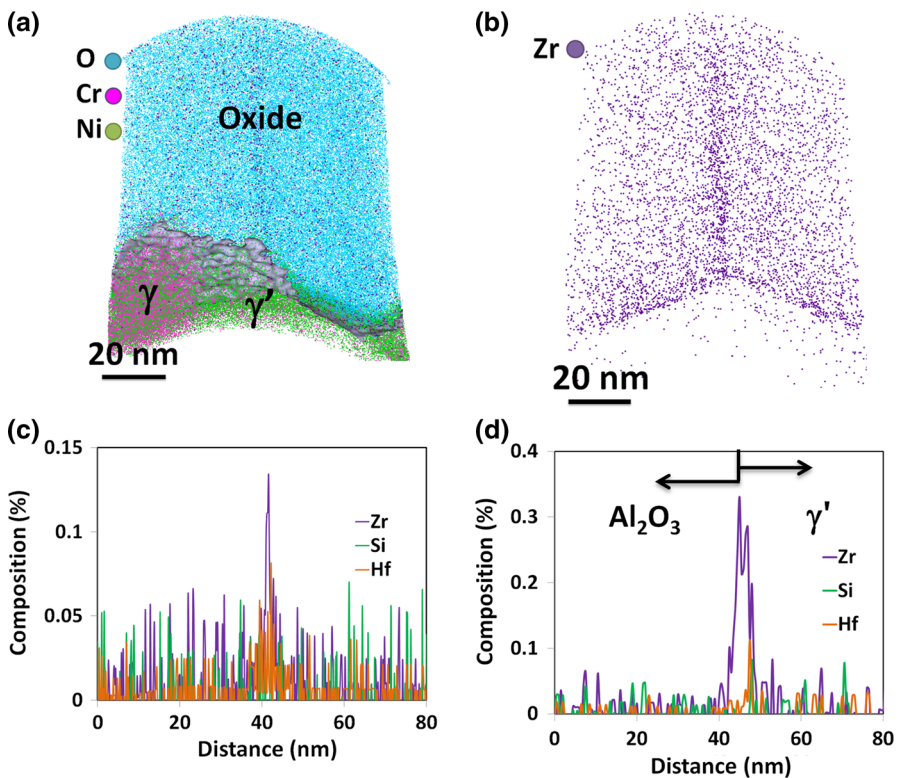 (a)
O
Cr
Ni
Oxide
γ
γ’
20 nm
(b)
Zr
20 nm
(c)
0.15
0.1
0.05
0
Composition (%)
Zr
Si
Hf
0 20 40 60 80
Distance (nm)
(d)
0.4
0.3
0.2
0.1
0
Composition (%)
Al₂O₃
γ'
Zr
Si
Hf
0 20 40 60 80
Distance (nm)